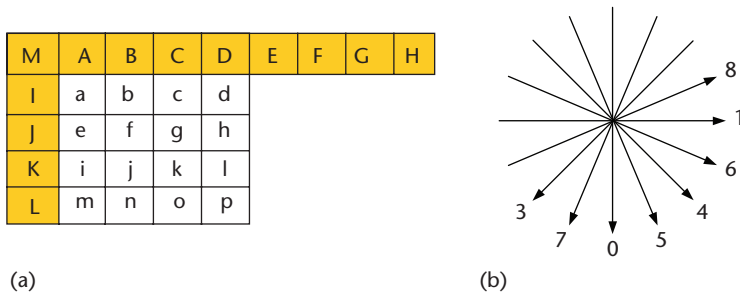 M A B C D E F G H
I a b c d
J e f g h
K i j k l
L m n o p
8
1
6
3 4
7 0 5
(a) (b)